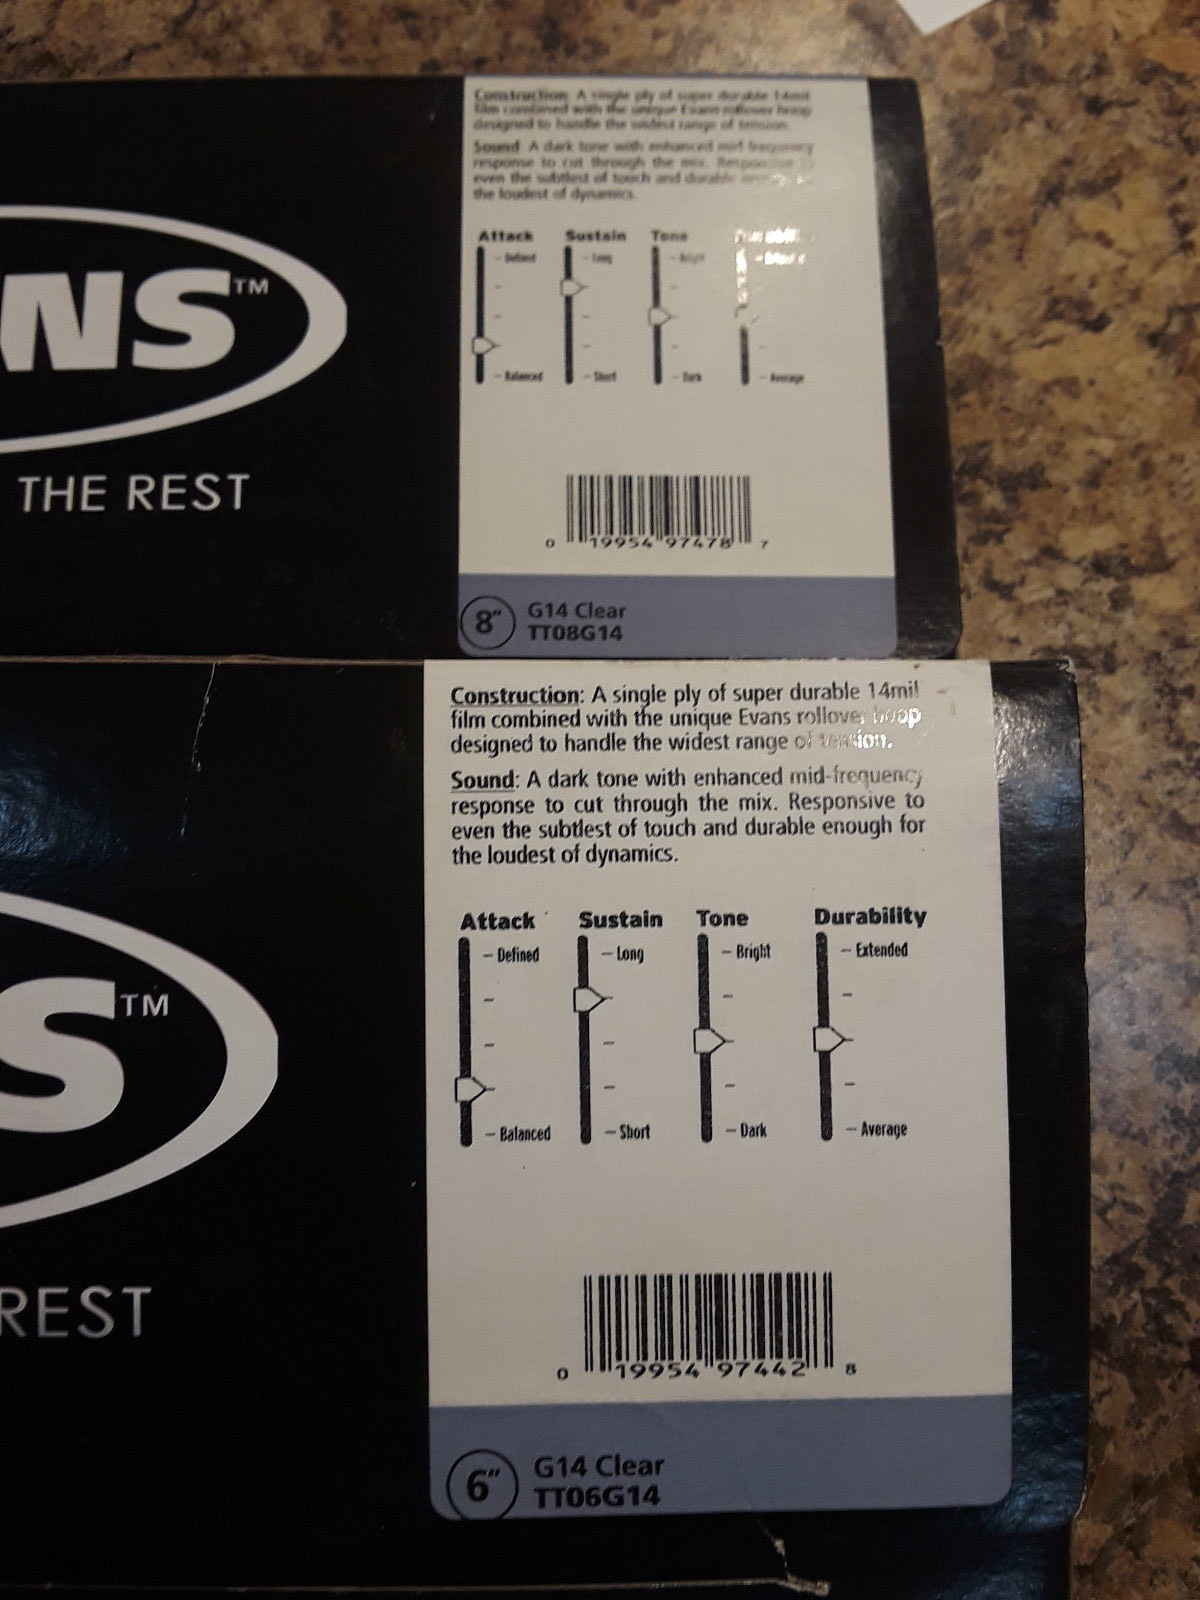 Construction: A single ply of super durable 14mil
film combined with the unique Evans rollover hoop
designed to handle the widest range of tension.
Sound: A dark tone with enhanced mid-frequency
response to cut through the mix. Responsive to
even the subtlest of touch and durable
the loudest of dynamics.
Attack Sustain Tone
Defined Long Bright
Balanced Short Dark Average
NS™
THE REST
0 19954 97478 7
8" G14 Clear
TT08G14
Construction: A single ply of super durable 14mil
film combined with the unique Evans rollover hoop
designed to handle the widest range of tension.
Sound: A dark tone with enhanced mid-frequency
response to cut through the mix. Responsive to
even the subtlest of touch and durable enough for
the loudest of dynamics.
Attack Sustain Tone Durability
Defined Long Bright Extended
Balanced Short Dark Average
S™
REST
0 19954 97442 8
6" G14 Clear
TT06G14